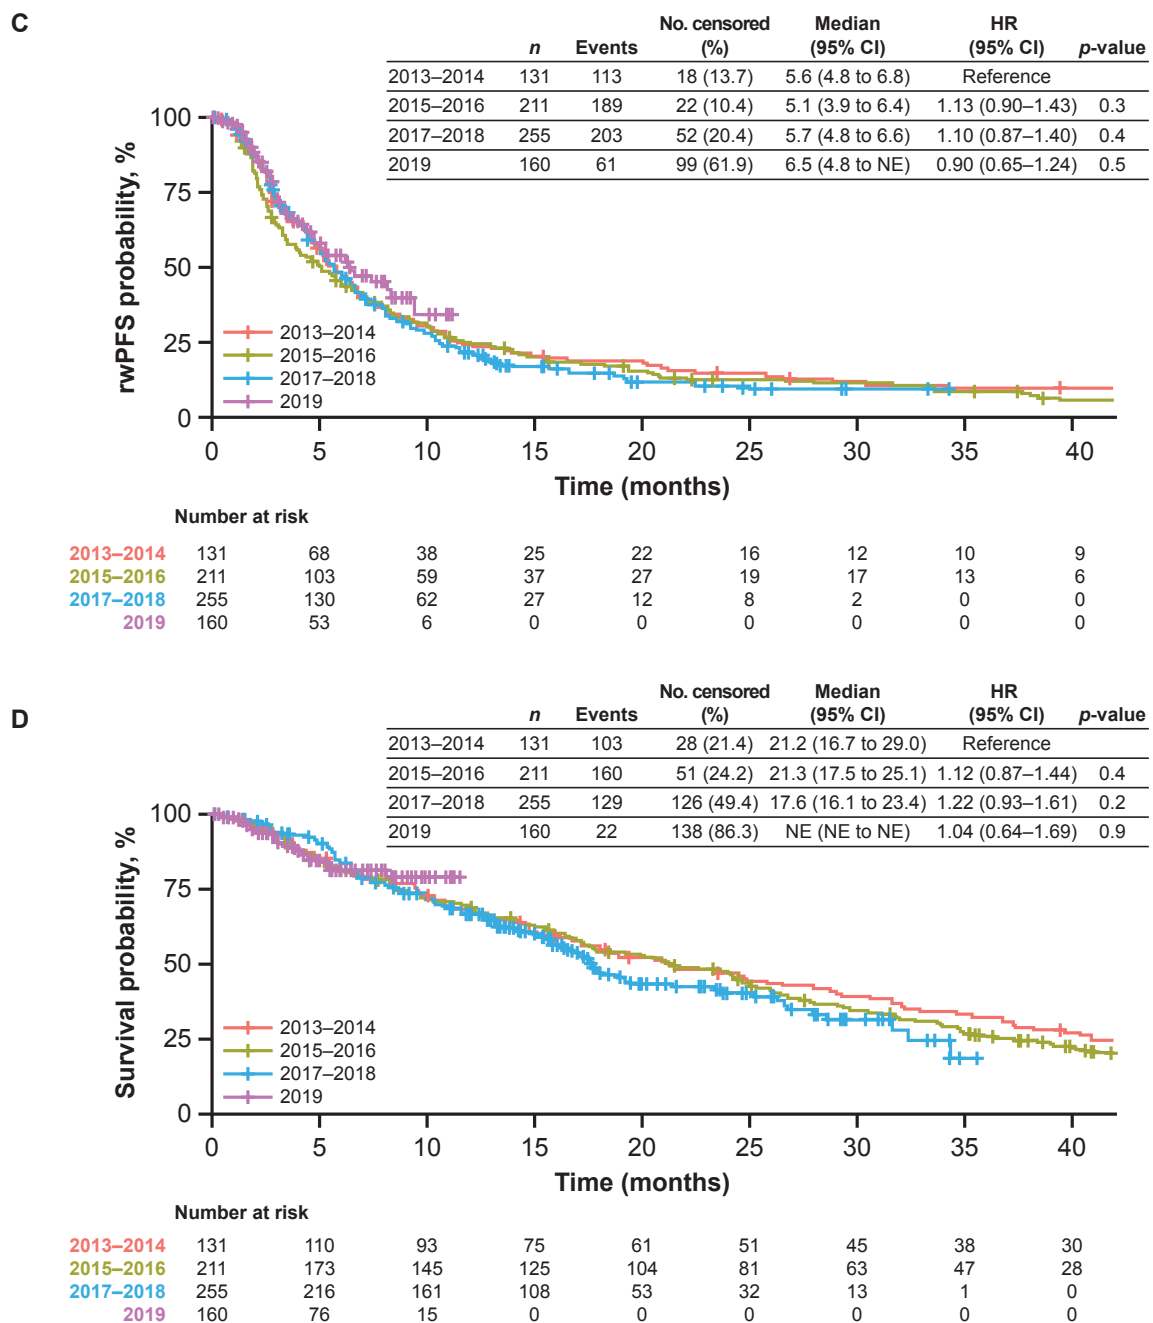 C
No. censored Median HR
n Events (%) (95% CI) (95% CI) p-value
2013–2014 131 113 18 (13.7) 5.6 (4.8 to 6.8) Reference
2015–2016 211 189 22 (10.4) 5.1 (3.9 to 6.4) 1.13 (0.90–1.43) 0.3
2017–2018 255 203 52 (20.4) 5.7 (4.8 to 6.6) 1.10 (0.87–1.40) 0.4
2019 160 61 99 (61.9) 6.5 (4.8 to NE) 0.90 (0.65–1.24) 0.5
rwPFS probability, %
100
75
50
25
0
2013–2014
2015–2016
2017–2018
2019
0 5 10 15 20 25 30 35 40
Time (months)
Number at risk
2013–2014 131 68 38 25 22 16 12 10 9
2015–2016 211 103 59 37 27 19 17 13 6
2017–2018 255 130 62 27 12 8 2 0 0
2019 160 53 6 0 0 0 0 0 0
D
No. censored Median HR
n Events (%) (95% CI) (95% CI) p-value
2013–2014 131 103 28 (21.4) 21.2 (16.7 to 29.0) Reference
2015–2016 211 160 51 (24.2) 21.3 (17.5 to 25.1) 1.12 (0.87–1.44) 0.4
2017–2018 255 129 126 (49.4) 17.6 (16.1 to 23.4) 1.22 (0.93–1.61) 0.2
2019 160 22 138 (86.3) NE (NE to NE) 1.04 (0.64–1.69) 0.9
Survival probability, %
100
75
50
25
0
2013–2014
2015–2016
2017–2018
2019
0 5 10 15 20 25 30 35 40
Time (months)
Number at risk
2013–2014 131 110 93 75 61 51 45 38 30
2015–2016 211 173 145 125 104 81 63 47 28
2017–2018 255 216 161 108 53 32 13 1 0
2019 160 76 15 0 0 0 0 0 0